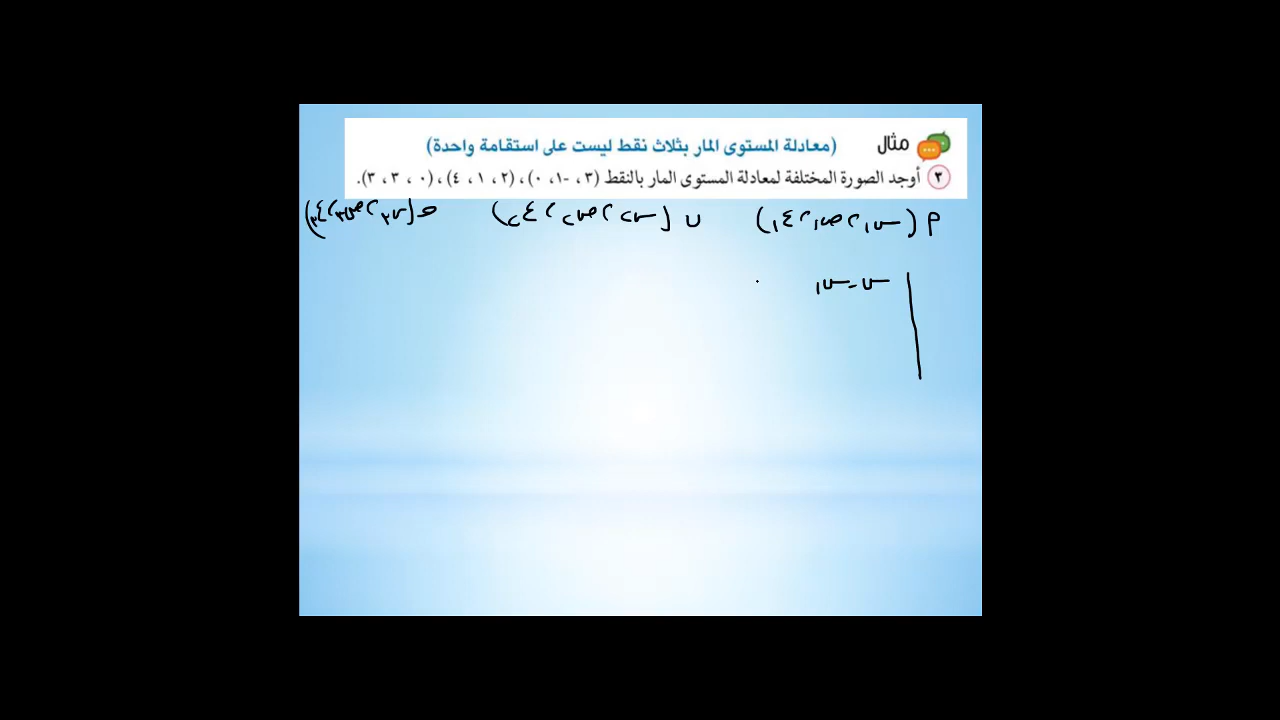 مثال (معادلة المستوى المار بثلاث نقط ليست على استقامة واحدة)
٢ أوجد الصورة المختلفة لمعادلة المستوى المار بالنقط (٣ ، -١، ٠)، (٢ ، ١ ، ٤)، (٠ ، ٣ ، ٣).
أ (س١، ص١، ع١) ب (س٢، ص٢، ع٢) حـ (س٣، ص٣، ع٣)
| س - س١